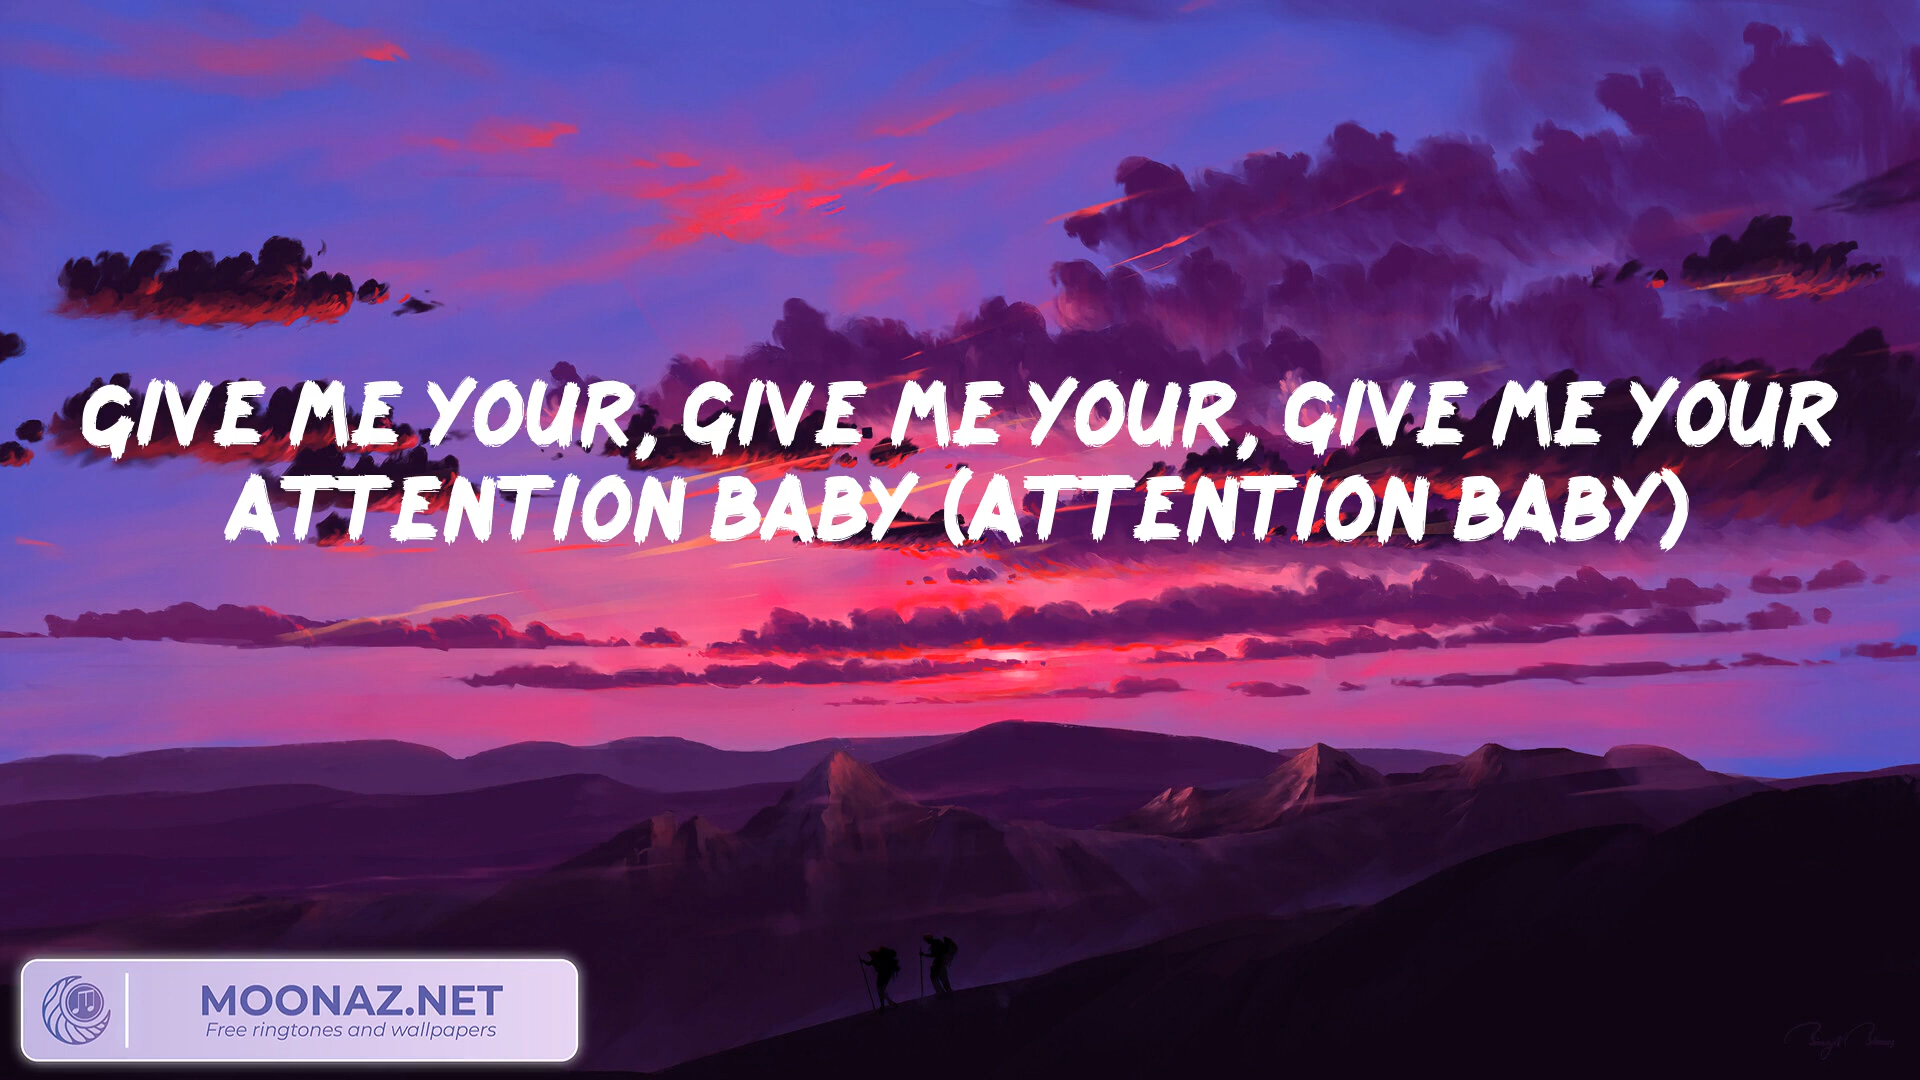 GIVE ME YOUR, GIVE ME YOUR, GIVE ME YOUR
ATTENTION BABY (ATTENTION BABY)
MOONAZ.NET
Free ringtones and wallpapers